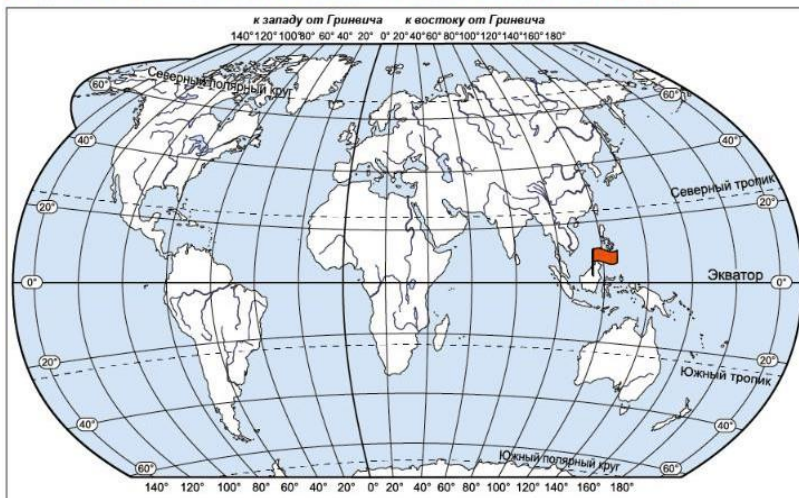 к западу от Гринвича к востоку от Гринвича
140° 120° 100° 80° 60° 40° 20° 0° 20° 40° 60° 80° 100° 120° 140° 160° 180°
Северный полярный круг
60° 60°
40° 40°
Северный тропик
20° 20°
Экватор
0° 0°
20° 20°
Южный тропик
40° 40°
Южный полярный круг
60° 60°
140° 120° 100° 80° 60° 40° 20° 0° 20° 40° 60° 80° 100° 120° 140° 160° 180°